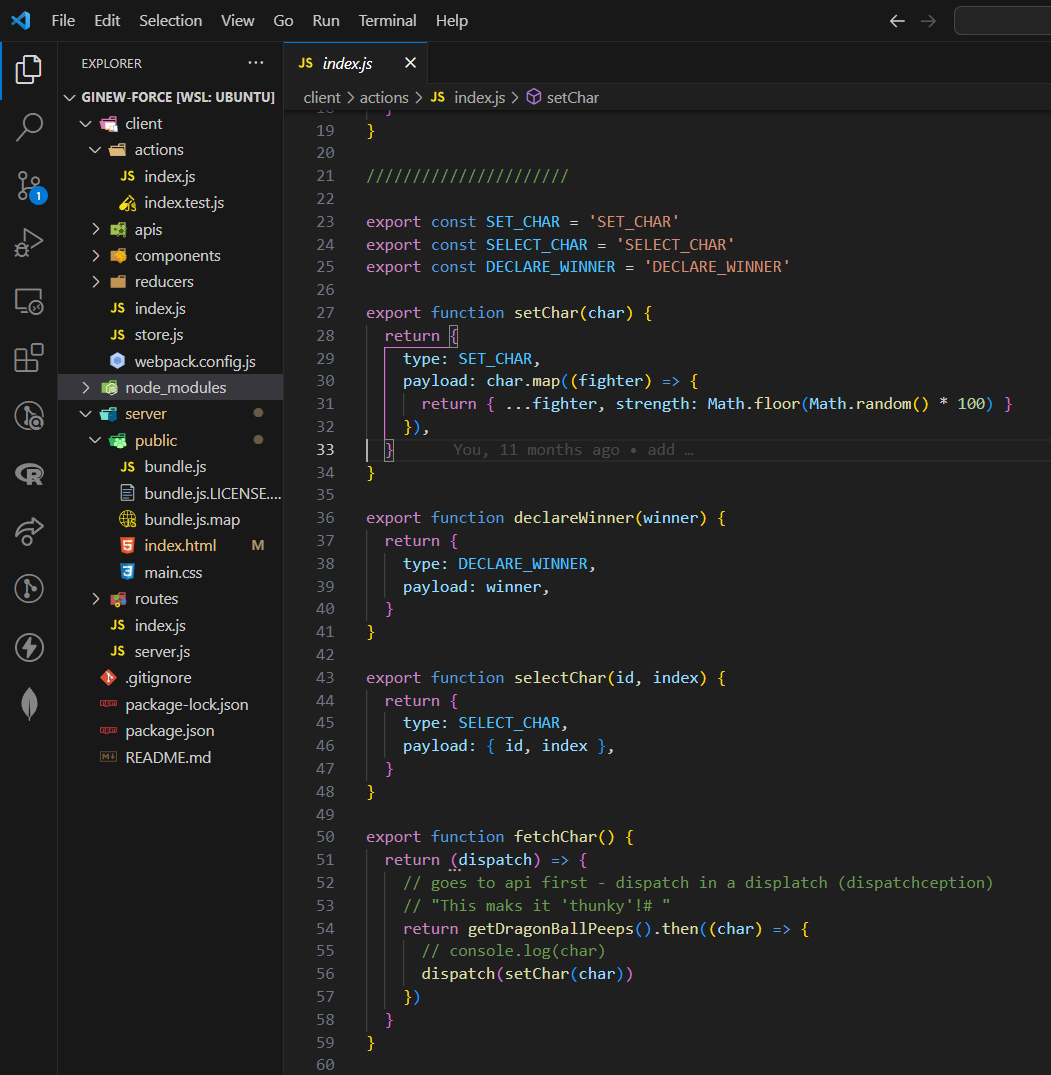 File Edit Selection View Go Run Terminal Help
EXPLORER
GINEW-FORCE [WSL: UBUNTU]
client
actions
JS index.js
index.test.js
apis
components
reducers
JS index.js
JS store.js
webpack.config.js
node_modules
server
public
JS bundle.js
bundle.js.LICENSE....
bundle.js.map
index.html M
main.css
routes
JS index.js
JS server.js
.gitignore
package-lock.json
package.json
README.md
1
JS index.js
client > actions > JS index.js > setChar
18 }
19 }
20
21 //////////////////////
22
23 export const SET_CHAR = 'SET_CHAR'
24 export const SELECT_CHAR = 'SELECT_CHAR'
25 export const DECLARE_WINNER = 'DECLARE_WINNER'
26
27 export function setChar(char) {
28 return {
29 type: SET_CHAR,
30 payload: char.map((fighter) => {
31 return { ...fighter, strength: Math.floor(Math.random() * 100) }
32 }),
33 } You, 11 months ago • add …
34 }
35
36 export function declareWinner(winner) {
37 return {
38 type: DECLARE_WINNER,
39 payload: winner,
40 }
41 }
42
43 export function selectChar(id, index) {
44 return {
45 type: SELECT_CHAR,
46 payload: { id, index },
47 }
48 }
49
50 export function fetchChar() {
51 return (dispatch) => {
52 // goes to api first - dispatch in a displatch (dispatchception)
53 // "This maks it 'thunky'!# "
54 return getDragonBallPeeps().then((char) => {
55 // console.log(char)
56 dispatch(setChar(char))
57 })
58 }
59 }
60